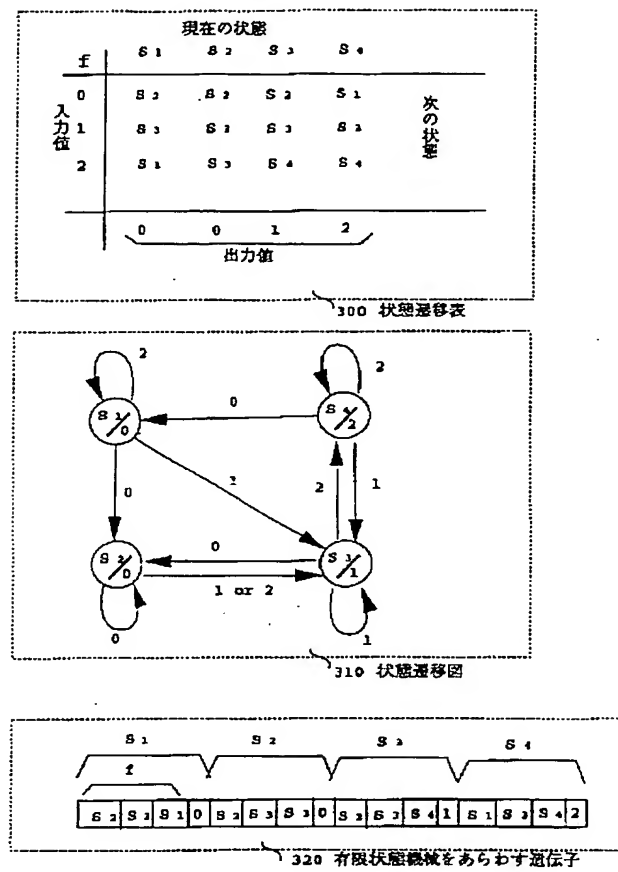 現在の状態
f S1 S2 S3 S4
入力値
0 S2 S2 S2 S1
1 S3 S3 S3 S3
2 S1 S3 S4 S4
次の状態
0 0 1 2
出力値
300 状態遷移表
2 2
S1/0 0 S4/2
0 1 2 1
S2/0 0 S3/1
1 or 2
0 1
310 状態遷移図
S1 S2 S3 S4
f
S2 S3 S1 0 S2 S3 S3 0 S2 S3 S4 1 S1 S3 S4 2
320 有限状態機械をあらわす遺伝子